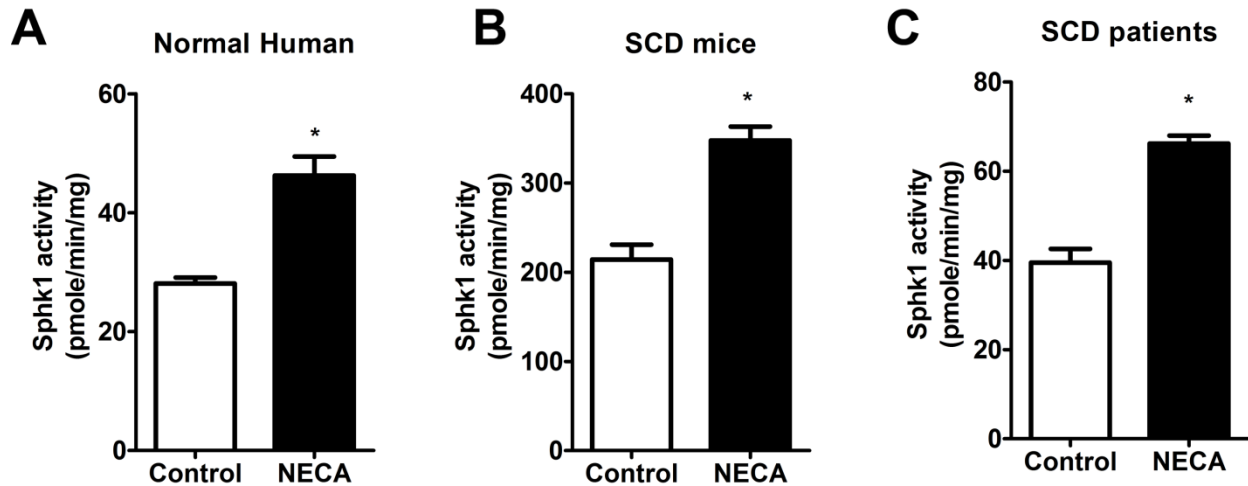 A
Normal Human
Sphk1 activity
(pmole/min/mg)
60
40
20
0
*
Control
NECA
B
SCD mice
Sphk1 activity
(pmole/min/mg)
400
300
200
100
0
*
Control
NECA
C
SCD patients
Sphk1 activity
(pmole/min/mg)
80
60
40
20
0
*
Control
NECA